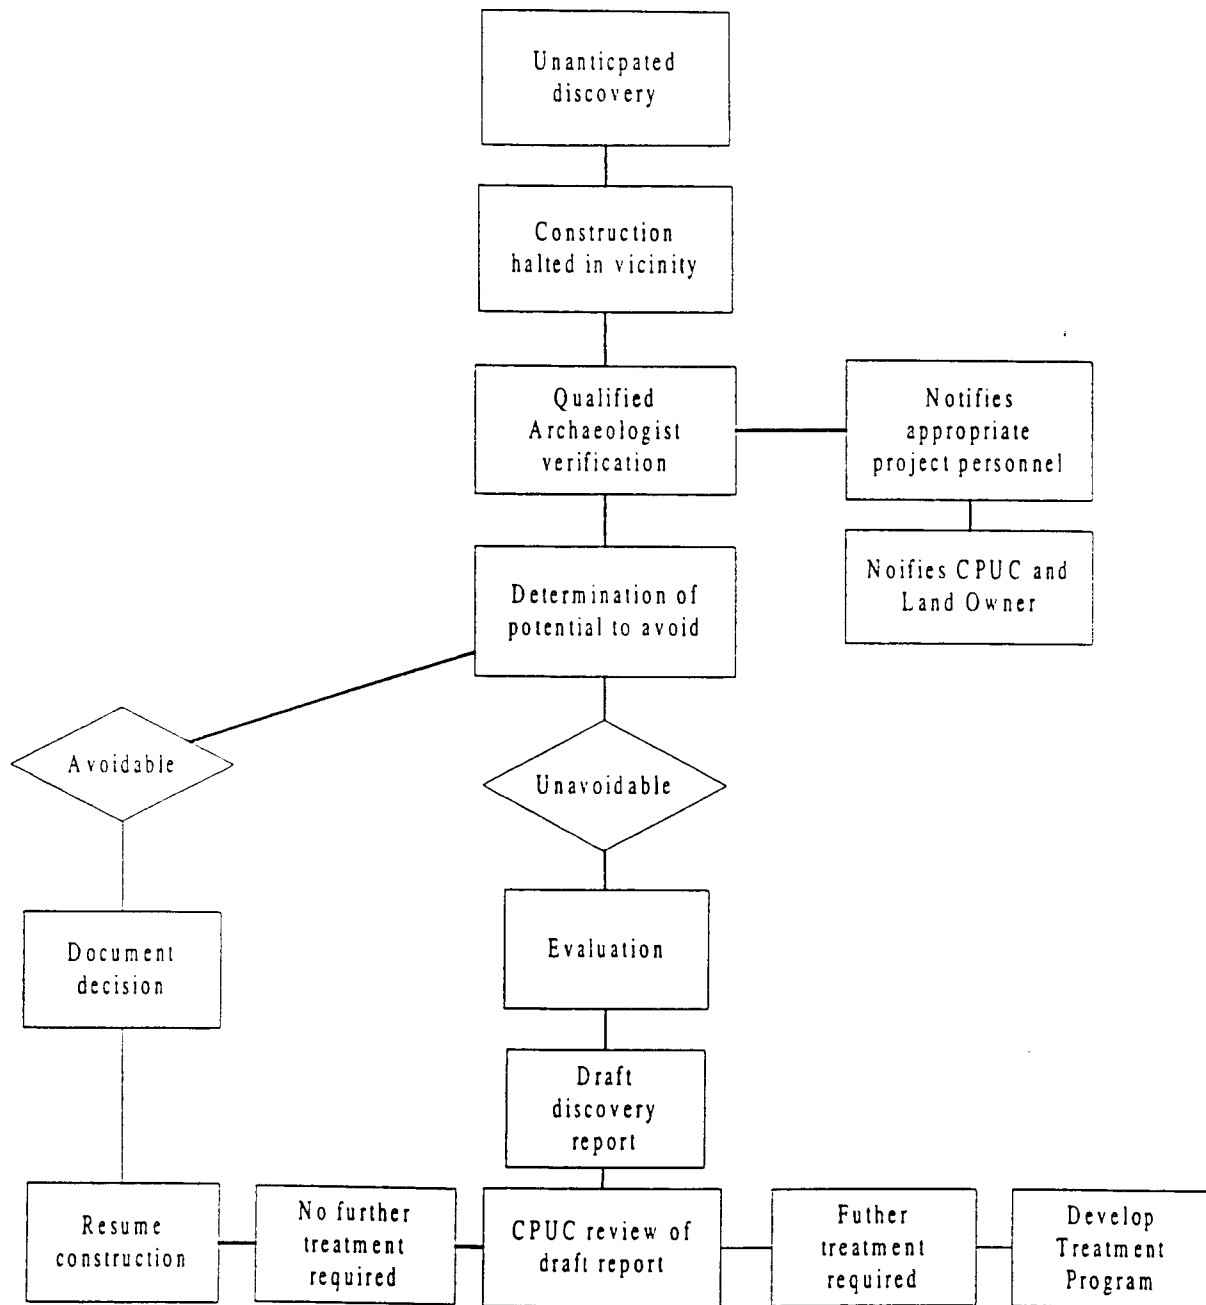 Unanticpated
discovery
Construction
halted in vicinity
Qualified
Archaeologist
verification
Notifies
appropriate
project personnel
Noifies CPUC and
Land Owner
Determination of
potential to avoid
Avoidable
Unavoidable
Document
decision
Evaluation
Draft
discovery
report
Resume
construction
No further
treatment
required
CPUC review of
draft report
Futher
treatment
required
Develop
Treatment
Program